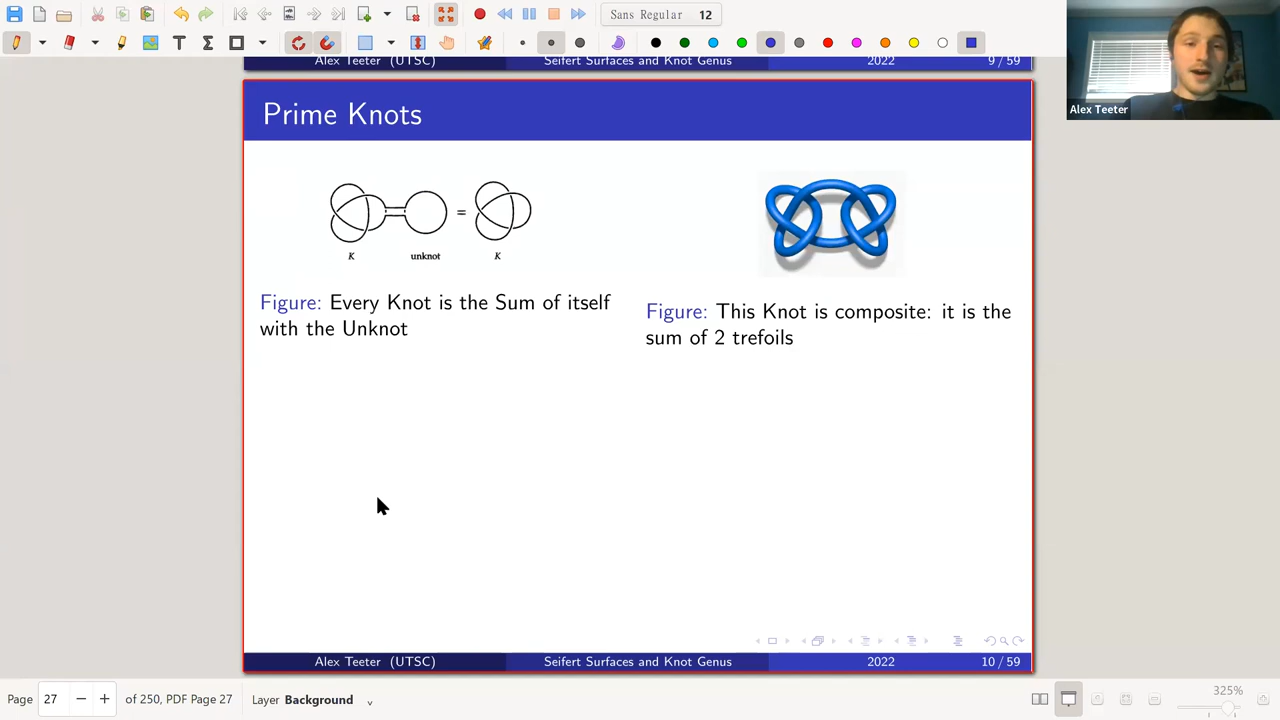 Sans Regular 12
Alex Teeter (UTSC) Seifert Surfaces and Knot Genus 2022 9 / 59
Alex Teeter
Prime Knots
=
K unknot K
Figure: Every Knot is the Sum of itself
with the Unknot
Figure: This Knot is composite: it is the
sum of 2 trefoils
Alex Teeter (UTSC) Seifert Surfaces and Knot Genus 2022 10 / 59
Page 27 of 250, PDF Page 27 Layer Background 325%